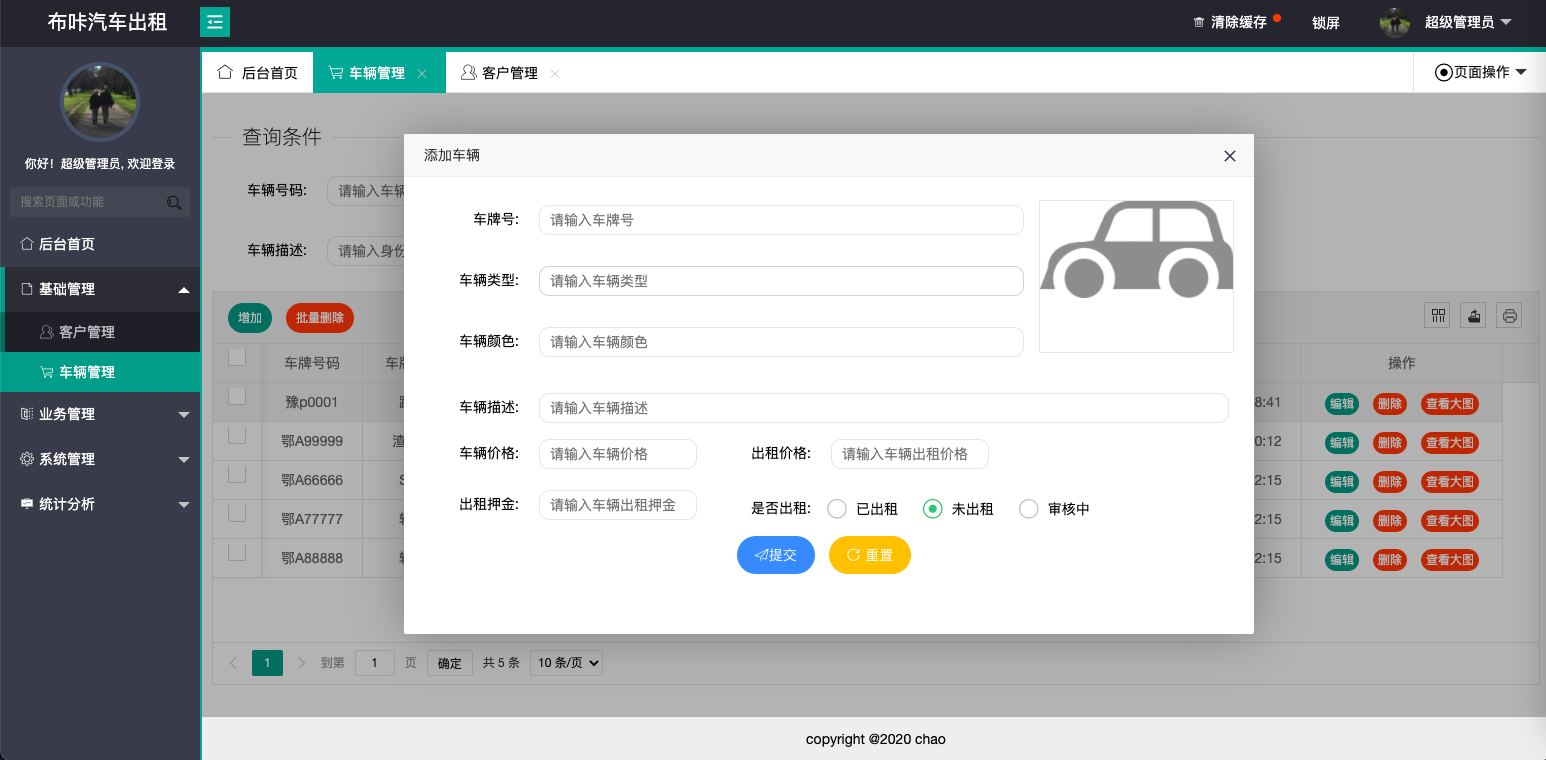 布咔汽车出租
清除缓存
锁屏
超级管理员
后台首页
车辆管理
客户管理
页面操作
你好！超级管理员, 欢迎登录
搜索页面或功能
后台首页
基础管理
客户管理
车辆管理
业务管理
系统管理
统计分析
查询条件
车辆号码:
请输入车辆
车辆描述:
请输入身份
增加
批量删除
车牌号码
操作
豫p0001
8:41
编辑
删除
查看大图
鄂A99999
渣
0:12
编辑
删除
查看大图
鄂A66666
2:15
编辑
删除
查看大图
鄂A77777
2:15
编辑
删除
查看大图
鄂A88888
2:15
编辑
删除
查看大图
添加车辆
车牌号:
请输入车牌号
车辆类型:
请输入车辆类型
车辆颜色:
请输入车辆颜色
车辆描述:
请输入车辆描述
车辆价格:
请输入车辆价格
出租价格:
请输入车辆出租价格
出租押金:
请输入车辆出租押金
是否出租:
已出租
未出租
审核中
提交
重置
1
到第
1
页
确定
共 5 条
10 条/页
copyright @2020 chao